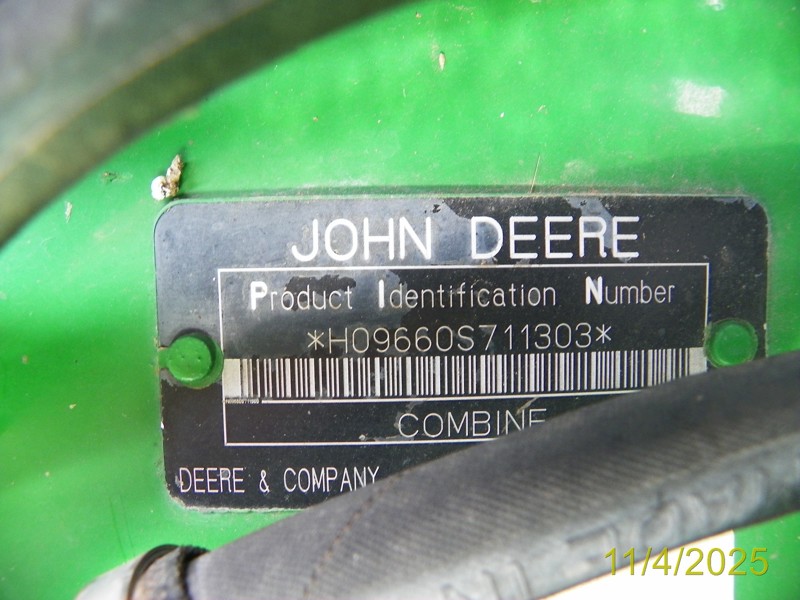 JOHN DEERE
Product Identification Number
*H09660S711303*
COMBINE
DEERE & COMPANY
11/4/2025